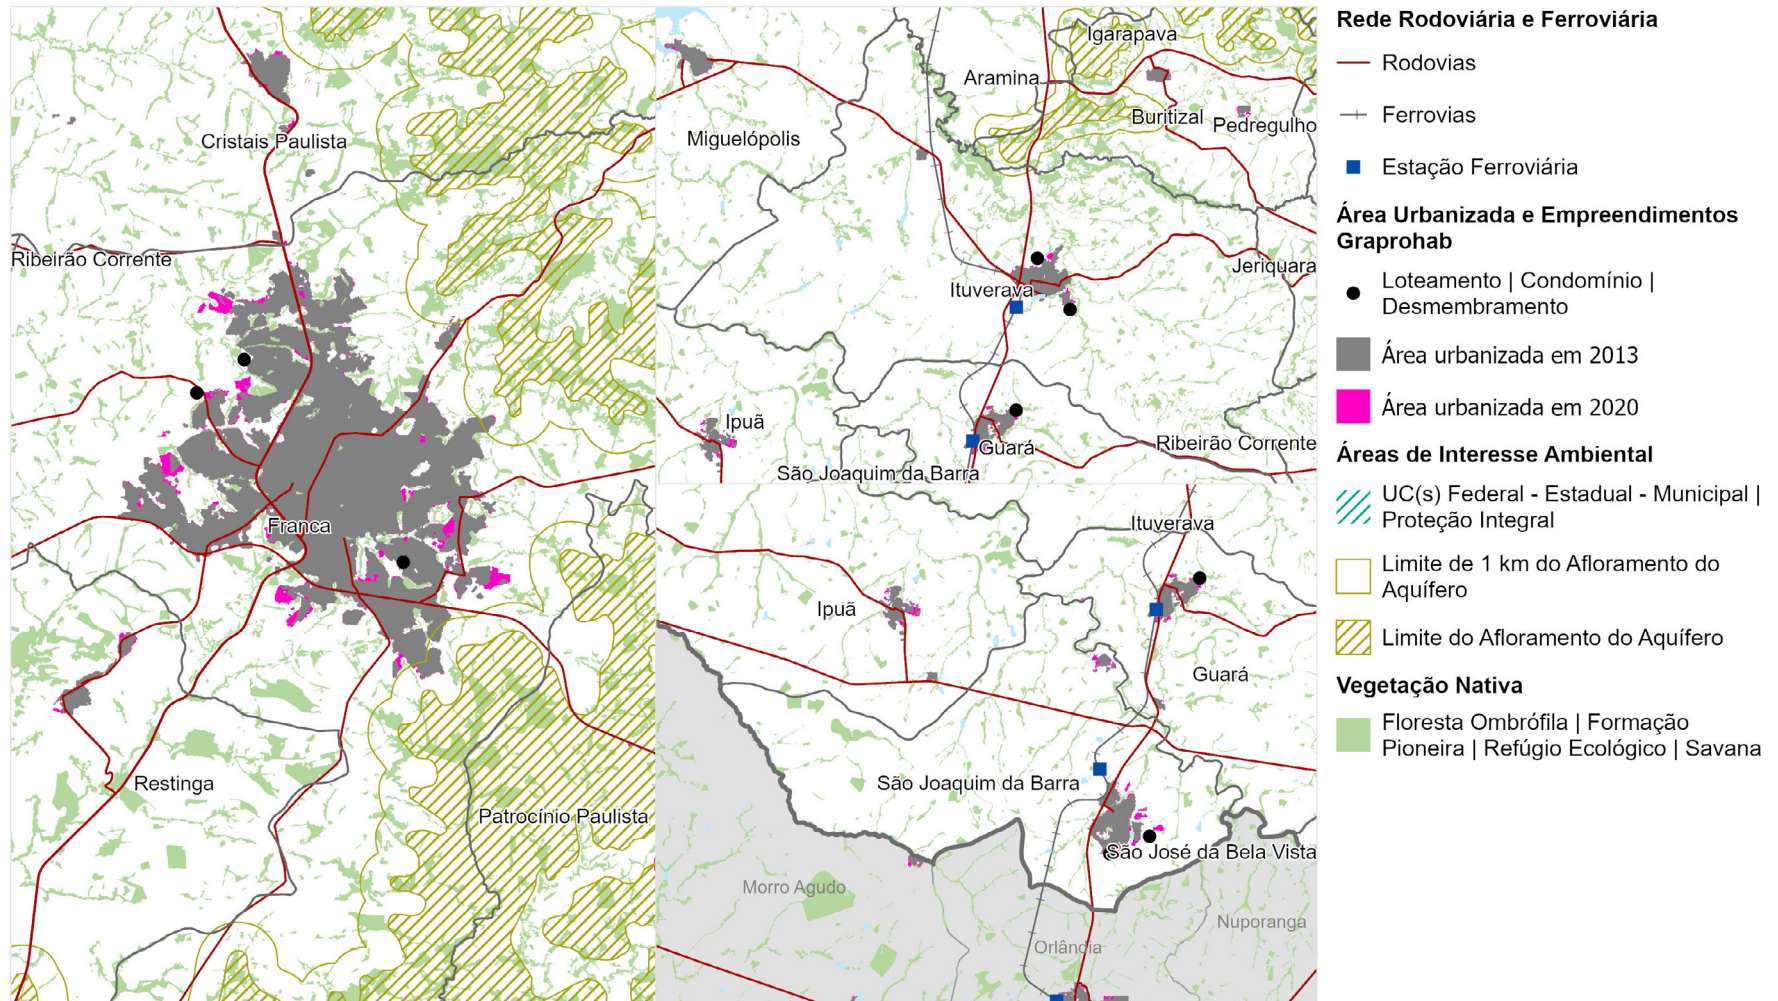 Cristais Paulista
Ribeirão Corrente
Franca
Restinga
Patrocínio Paulista
Igarapava
Aramina
Miguelópolis
Buritizal
Pedregulho
Jeriquara
Ituverava
Ipuã
Guará
Ribeirão Corrente
São Joaquim da Barra
Ituverava
Ipuã
Guará
São Joaquim da Barra
São José da Bela Vista
Morro Agudo
Nuporanga
Orlândia
Rede Rodoviária e Ferroviária
Rodovias
Ferrovias
Estação Ferroviária
Área Urbanizada e Empreendimentos
Graprohab
Loteamento | Condomínio |
Desmembramento
Área urbanizada em 2013
Área urbanizada em 2020
Áreas de Interesse Ambiental
UC(s) Federal - Estadual - Municipal |
Proteção Integral
Limite de 1 km do Afloramento do
Aquífero
Limite do Afloramento do Aquífero
Vegetação Nativa
Floresta Ombrófila | Formação
Pioneira | Refúgio Ecológico | Savana